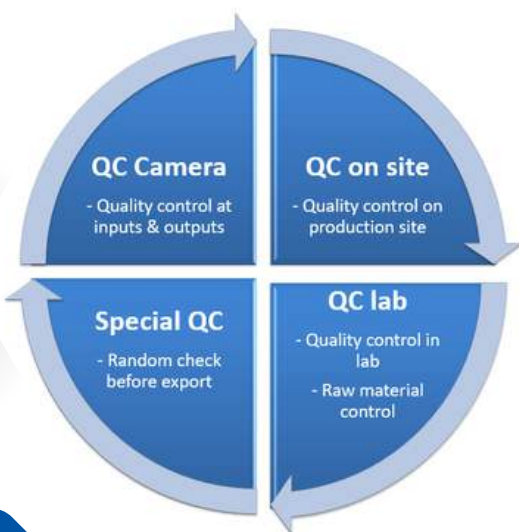 QC Camera
- Quality control at
inputs & outputs
QC on site
- Quality control on
production site
Special QC
- Random check
before export
QC lab
- Quality control in
lab
- Raw material
control